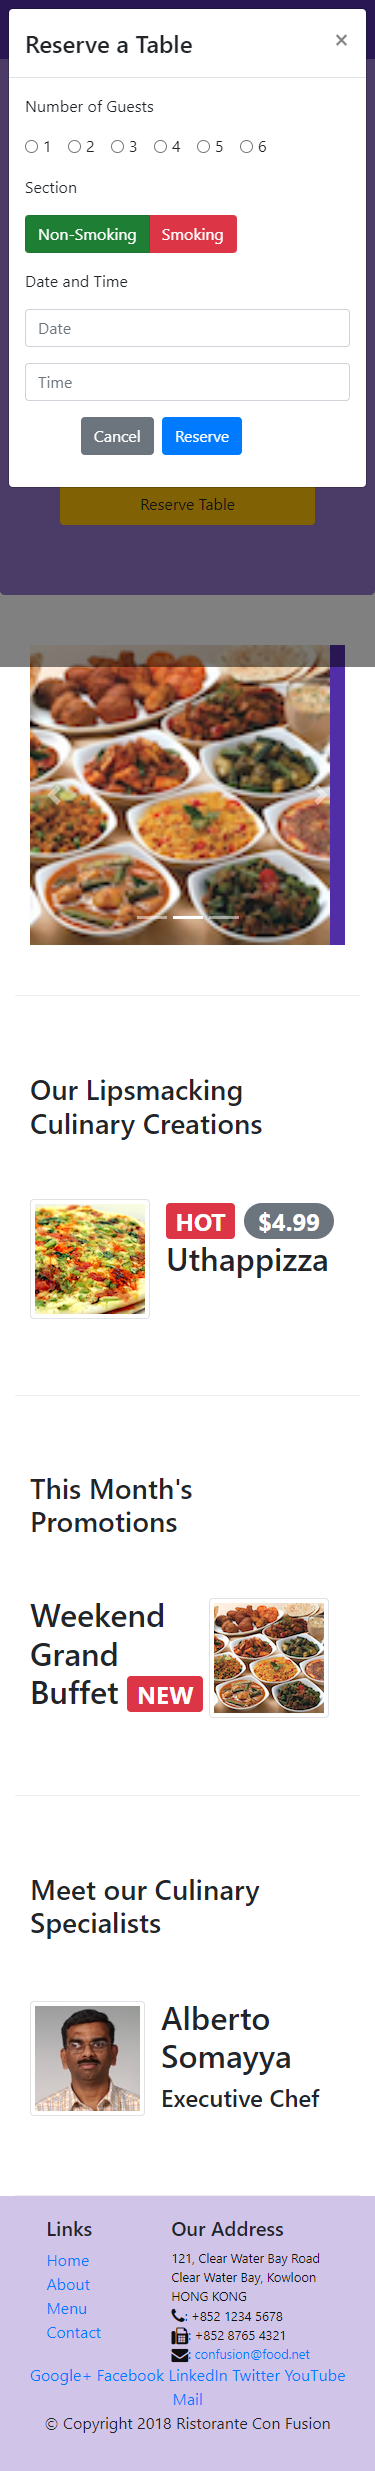 Reserve a Table ×
Number of Guests
1 2 3 4 5 6
Section
Non-Smoking Smoking
Date and Time
Date
Time
Cancel Reserve
Reserve Table
Our Lipsmacking
Culinary Creations
HOT $4.99
Uthappizza
This Month's
Promotions
Weekend
Grand
Buffet NEW
Meet our Culinary
Specialists
Alberto
Somayya
Executive Chef
Links
Home
About
Menu
Contact
Our Address
121, Clear Water Bay Road
Clear Water Bay, Kowloon
HONG KONG
: +852 1234 5678
: +852 8765 4321
: confusion@food.net
Google+ Facebook LinkedIn Twitter YouTube
Mail
© Copyright 2018 Ristorante Con Fusion